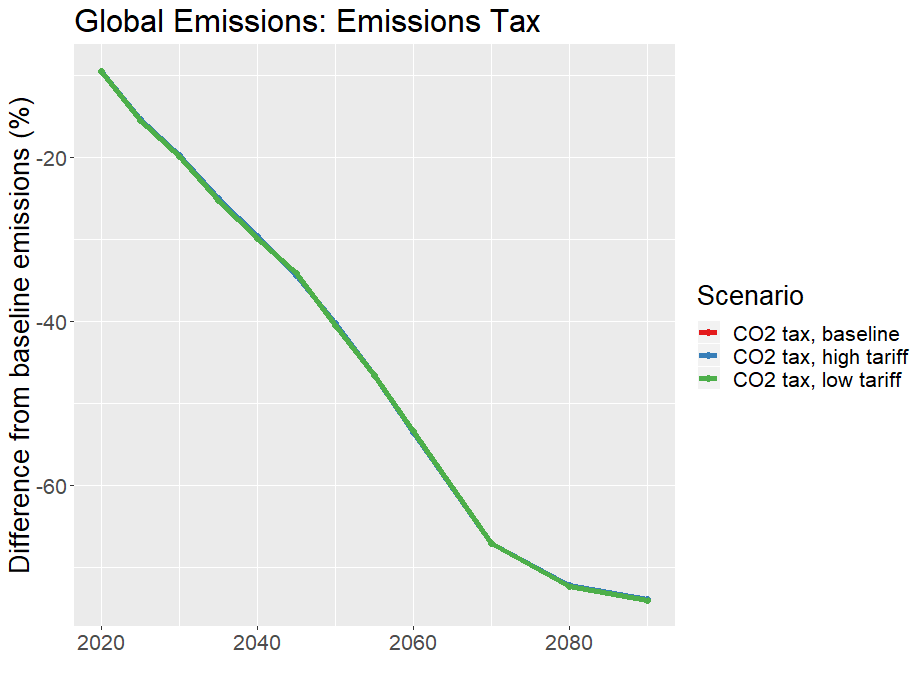 Global Emissions: Emissions Tax
Difference from baseline emissions (%)
-20
-40
-60
2020 2040 2060 2080
Scenario
CO2 tax, baseline
CO2 tax, high tariff
CO2 tax, low tariff